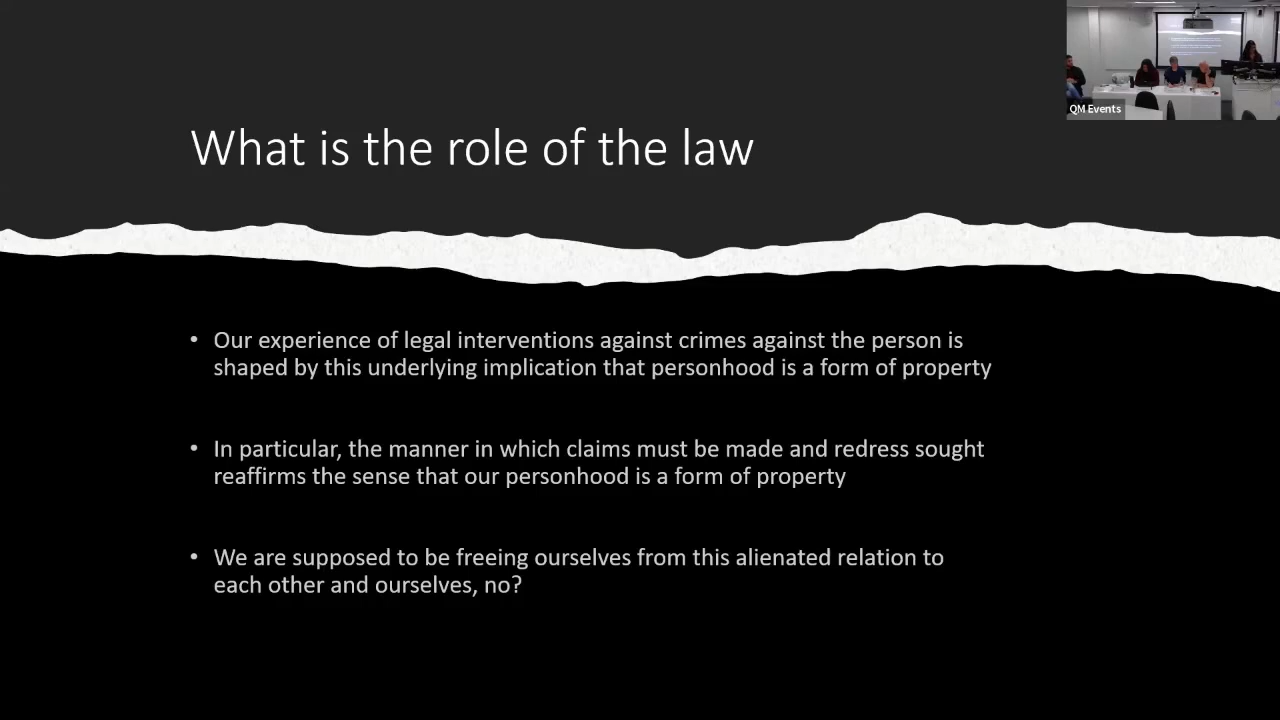 What is the role of the law
QM Events
• Our experience of legal interventions against crimes against the person is
shaped by this underlying implication that personhood is a form of property
• In particular, the manner in which claims must be made and redress sought
reaffirms the sense that our personhood is a form of property
• We are supposed to be freeing ourselves from this alienated relation to
each other and ourselves, no?